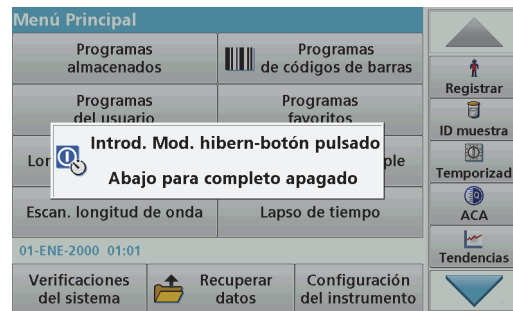 Menú Principal
Programas
almacenados
Programas
de códigos de barras
Programas
del usuario
Programas
favoritos
Introd. Mod. hibern-botón pulsado
Abajo para completo apagado
Lor
ple
Escan. longitud de onda
Lapso de tiempo
01-ENE-2000 01:01
Verificaciones
del sistema
Recuperar
datos
Configuración
del instrumento
Registrar
ID muestra
Temporizad
ACA
Tendencias